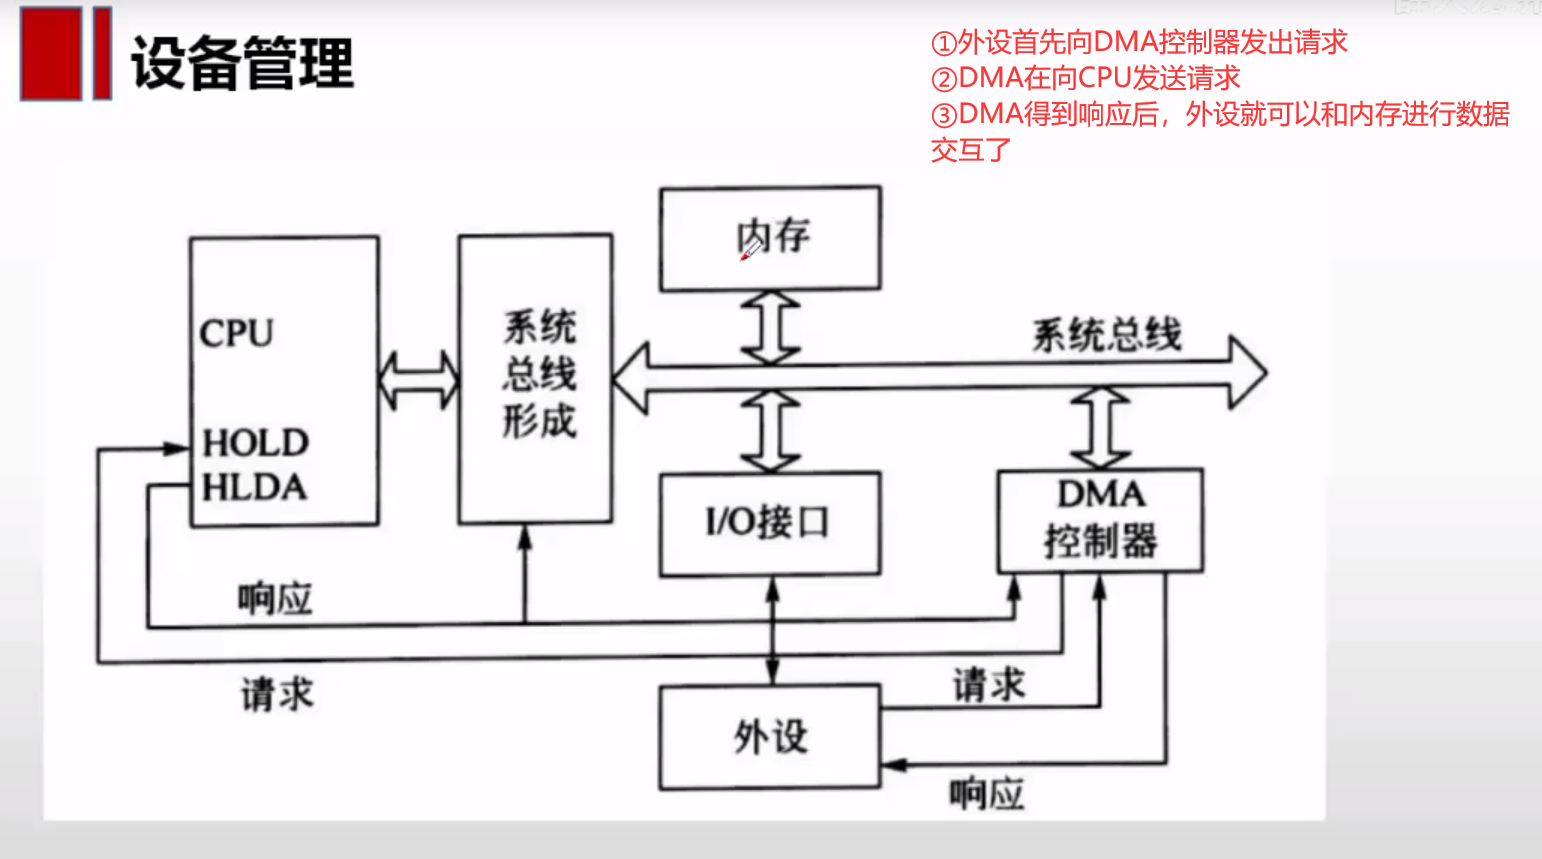 设备管理
①外设首先向DMA控制器发出请求
②DMA在向CPU发送请求
③DMA得到响应后，外设就可以和内存进行数据
交互了
内存
CPU
系统
总线
形成
系统总线
HOLD
HLDA
I/O接口
DMA
控制器
响应
请求
请求
外设
响应